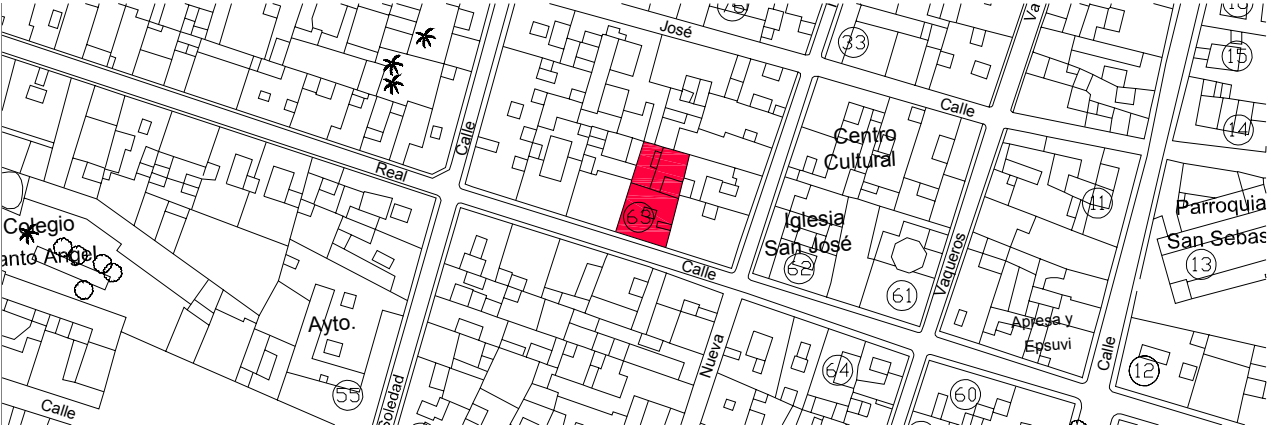 José
33
15
14
Calle
Calle
Centro
Cultural
Real
41
Parroquia
San Sebas
13
Colegio
anto Angel
63
Iglesia
San José
62
Calle
61
Vaqueros
Ayto.
Apresa y
Epsuvi
Nueva
Calle
64
12
55
60
Calle
Soledad